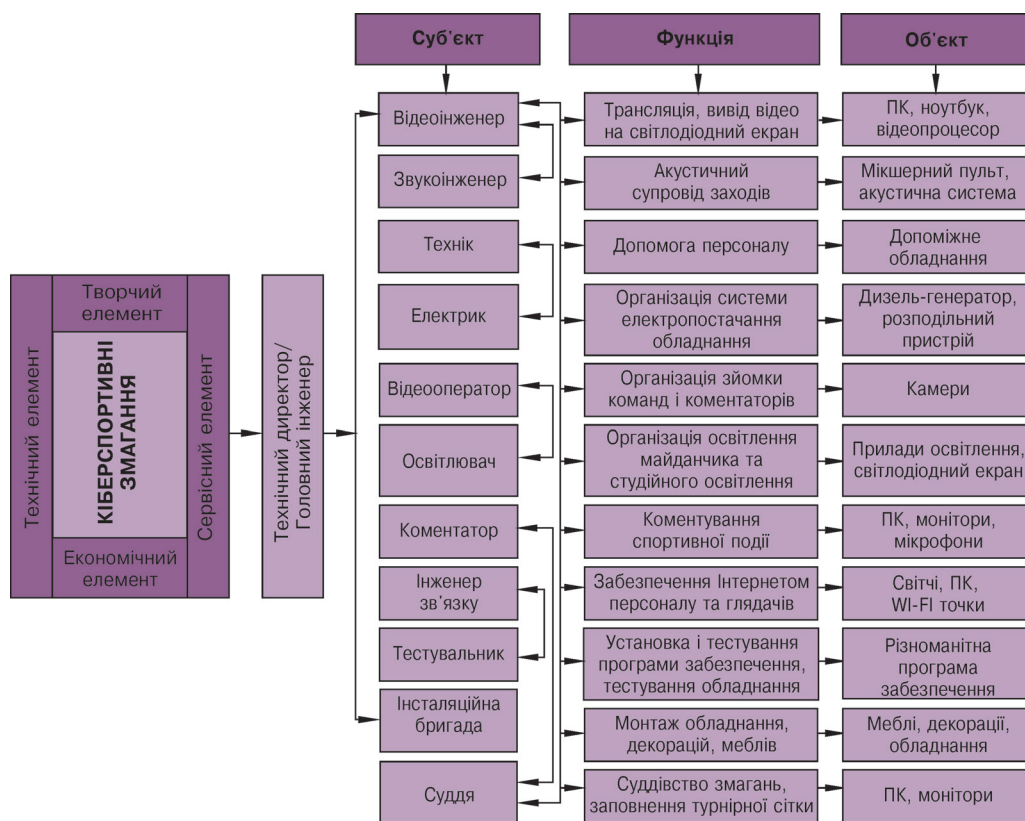 Суб'єкт
Функція
Об'єкт
Технічний елемент
Творчий
елемент
КІБЕРСПОРТИВНІ
ЗМАГАННЯ
Економічний
елемент
Сервісний елемент
Технічний директор/
Головний інженер
Відеоінженер
Трансляція, вивід відео
на світлодіодний екран
ПК, ноутбук,
відеопроцесор
Звукоінженер
Акустичний
супровід заходів
Мікшерний пульт,
акустична система
Технік
Допомога персоналу
Допоміжне
обладнання
Електрик
Організація системи
електропостачання
обладнання
Дизель-генератор,
розподільний
пристрій
Відеооператор
Організація зйомки
команд і коментаторів
Камери
Освітлювач
Організація освітлення
майданчика та
студійного освітлення
Прилади освітлення,
світлодіодний екран
Коментатор
Коментування
спортивної події
ПК, монітори,
мікрофони
Інженер
зв'язку
Забезпечення Інтернетом
персоналу та глядачів
Світчі, ПК,
WI-FI точки
Тестувальник
Установка і тестування
програми забезпечення,
тестування обладнання
Різноманітна
програма
забезпечення
Інсталяційна
бригада
Монтаж обладнання,
декорацій, меблів
Меблі, декорації,
обладнання
Суддя
Суддівство змагань,
заповнення турнірної сітки
ПК, монітори